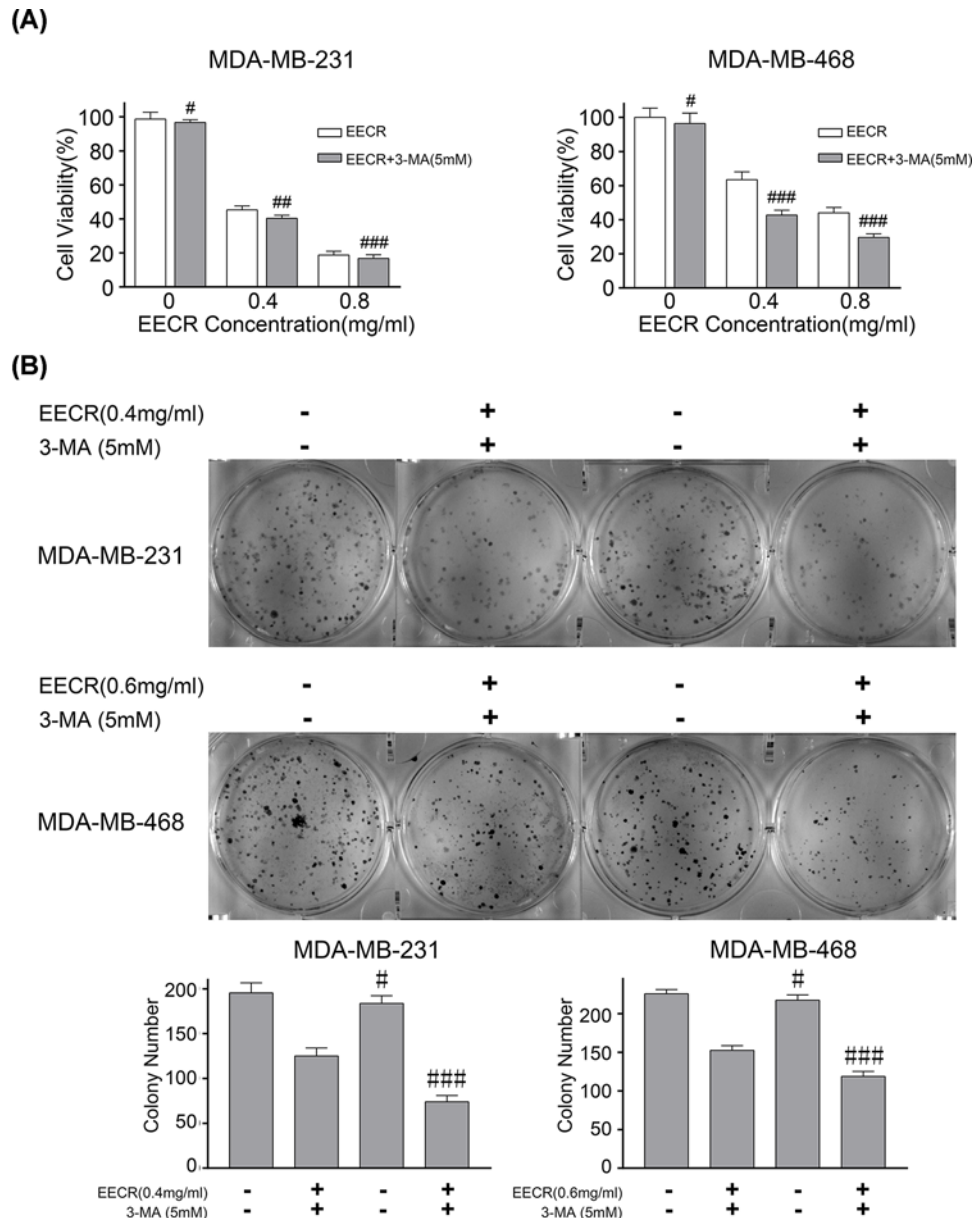 (A)
MDA-MB-231
Cell Viability(%)
100
80
60
40
20
0
#
##
###
EECR
EECR+3-MA(5mM)
0 0.4 0.8
EECR Concentration(mg/ml)
MDA-MB-468
Cell Viability(%)
100
80
60
40
20
0
#
###
###
EECR
EECR+3-MA(5mM)
0 0.4 0.8
EECR Concentration(mg/ml)
(B)
EECR(0.4mg/ml) - + - +
3-MA (5mM) - + - +
MDA-MB-231
EECR(0.6mg/ml) - + - +
3-MA (5mM) - + - +
MDA-MB-468
MDA-MB-231
Colony Number
200
150
100
50
0
#
###
EECR(0.4mg/ml) - + - +
3-MA (5mM) - + - +
MDA-MB-468
Colony Number
200
150
100
50
0
#
###
EECR(0.6mg/ml) - + - +
3-MA (5mM) - + - +